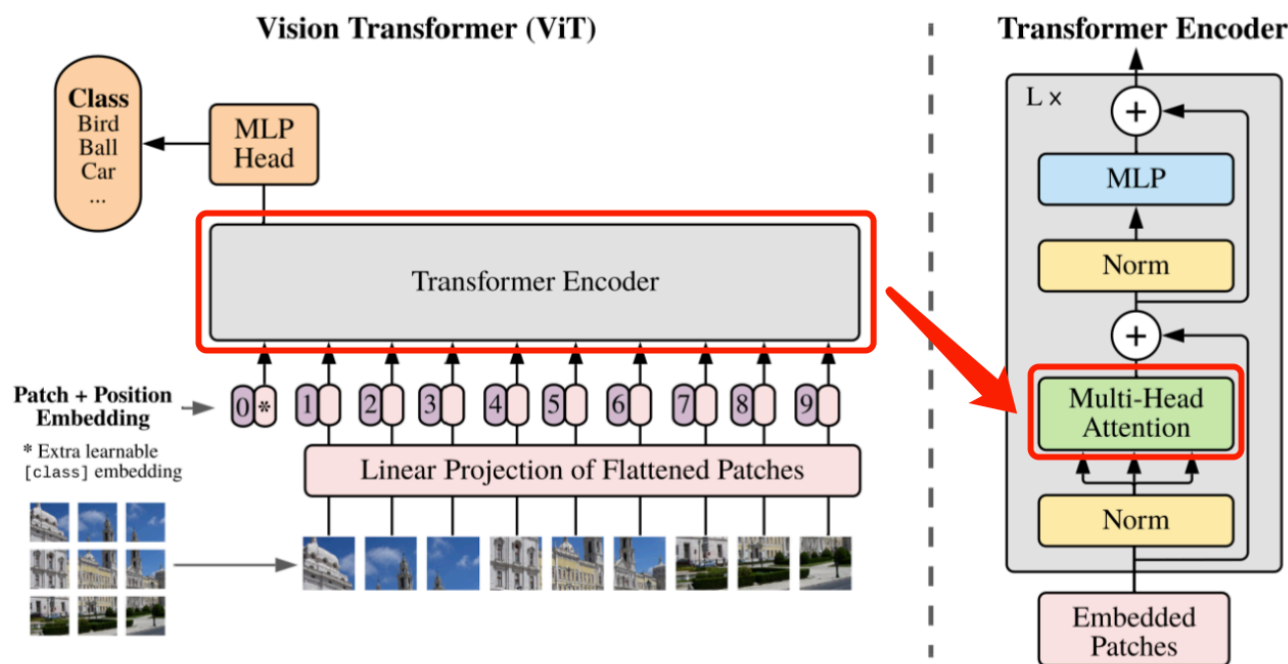 Vision Transformer (ViT)
Class
Bird
Ball
Car
...
MLP
Head
Transformer Encoder
Patch + Position
Embedding
* Extra learnable
[class] embedding
0 * 1 2 3 4 5 6 7 8 9
Linear Projection of Flattened Patches
Transformer Encoder
L ×
+
MLP
Norm
+
Multi-Head
Attention
Norm
Embedded
Patches